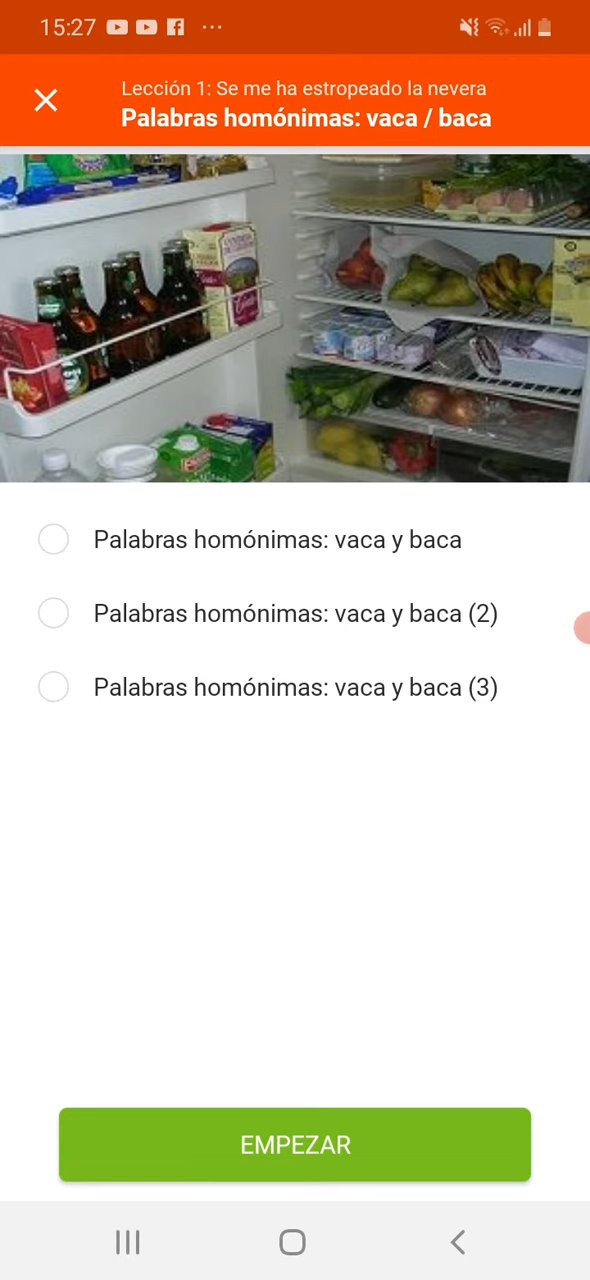 15:27
Lección 1: Se me ha estropeado la nevera
Palabras homónimas: vaca / baca
Palabras homónimas: vaca y baca
Palabras homónimas: vaca y baca (2)
Palabras homónimas: vaca y baca (3)
EMPEZAR